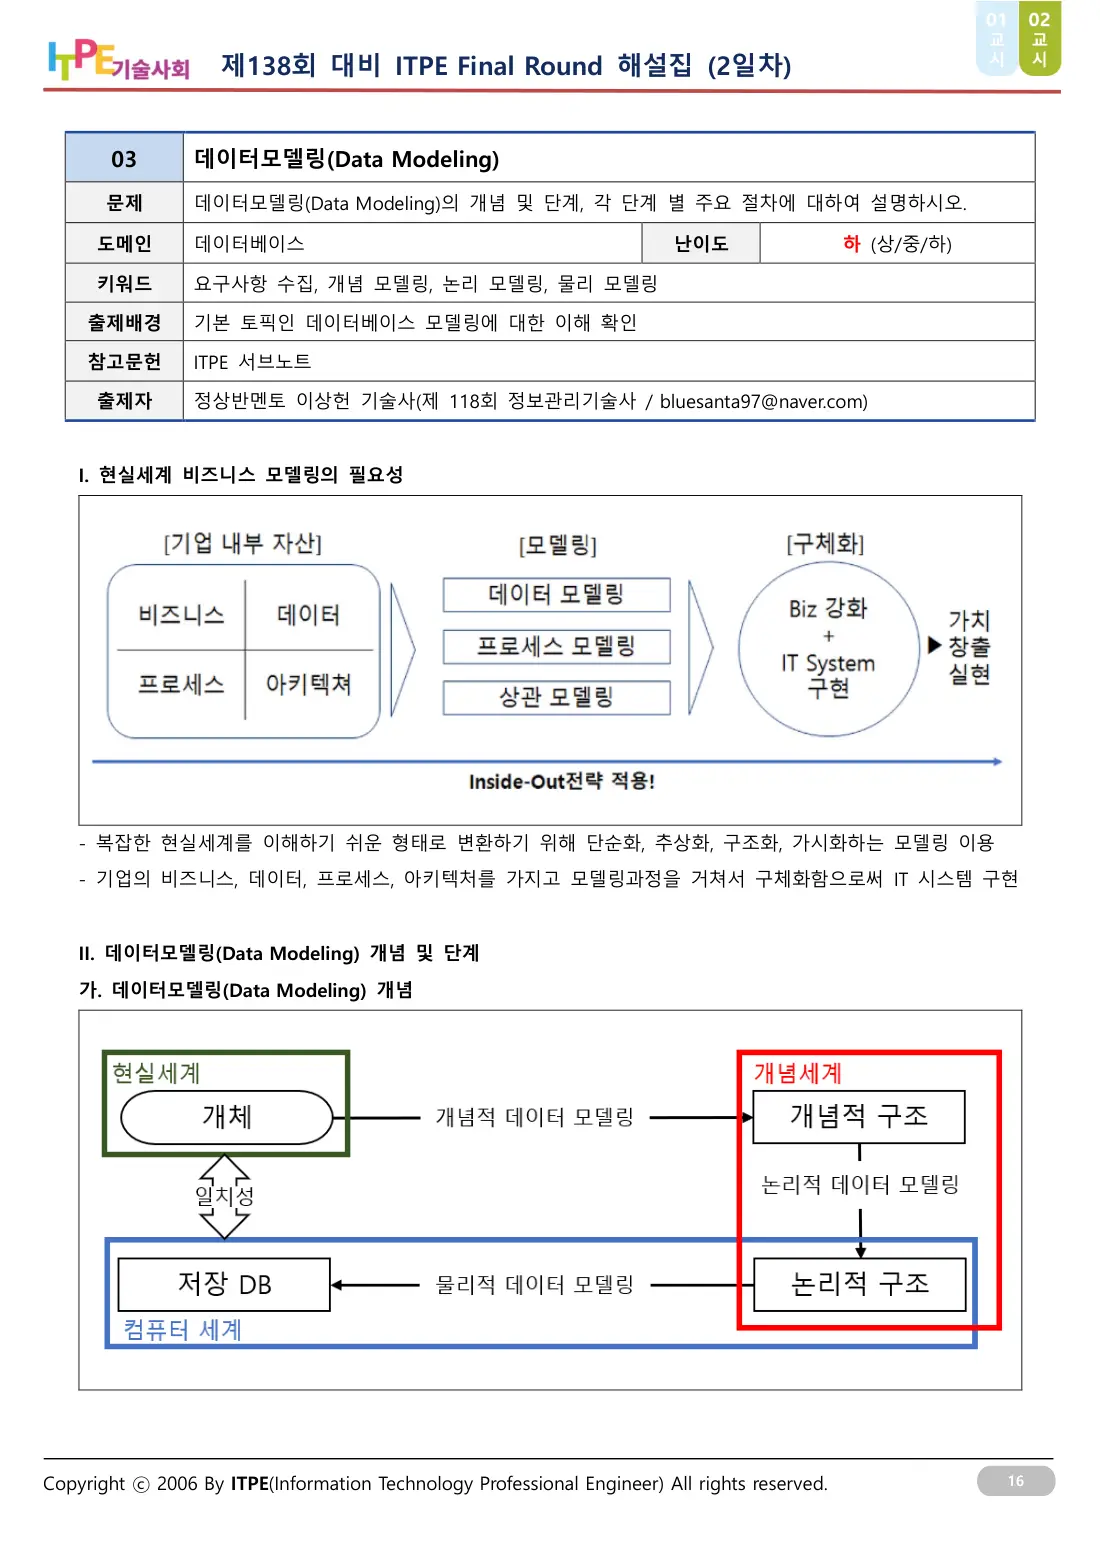 01
교
시
02
교
시
ITPE기술사회 제138회 대비 ITPE Final Round 해설집 (2일차)
03 데이터모델링(Data Modeling)
문제 데이터모델링(Data Modeling)의 개념 및 단계, 각 단계 별 주요 절차에 대하여 설명하시오.
도메인 데이터베이스 난이도 하 (상/중/하)
키워드 요구사항 수집, 개념 모델링, 논리 모델링, 물리 모델링
출제배경 기본 토픽인 데이터베이스 모델링에 대한 이해 확인
참고문헌 ITPE 서브노트
출제자 정상반멘토 이상헌 기술사(제 118회 정보관리기술사 / bluesanta97@naver.com)
I. 현실세계 비즈니스 모델링의 필요성
[기업 내부 자산] [모델링] [구체화]
비즈니스 데이터
프로세스 아키텍쳐
데이터 모델링
프로세스 모델링
상관 모델링
Biz 강화
+
IT System
구현
가치
창출
실현
Inside-Out전략 적용!
- 복잡한 현실세계를 이해하기 쉬운 형태로 변환하기 위해 단순화, 추상화, 구조화, 가시화하는 모델링 이용
- 기업의 비즈니스, 데이터, 프로세스, 아키텍처를 가지고 모델링과정을 거쳐서 구체화함으로써 IT 시스템 구현
II. 데이터모델링(Data Modeling) 개념 및 단계
가. 데이터모델링(Data Modeling) 개념
현실세계 개념세계
개체 개념적 데이터 모델링 개념적 구조
일치성 논리적 데이터 모델링
저장 DB 물리적 데이터 모델링 논리적 구조
컴퓨터 세계
Copyright ⓒ 2006 By ITPE(Information Technology Professional Engineer) All rights reserved.
16